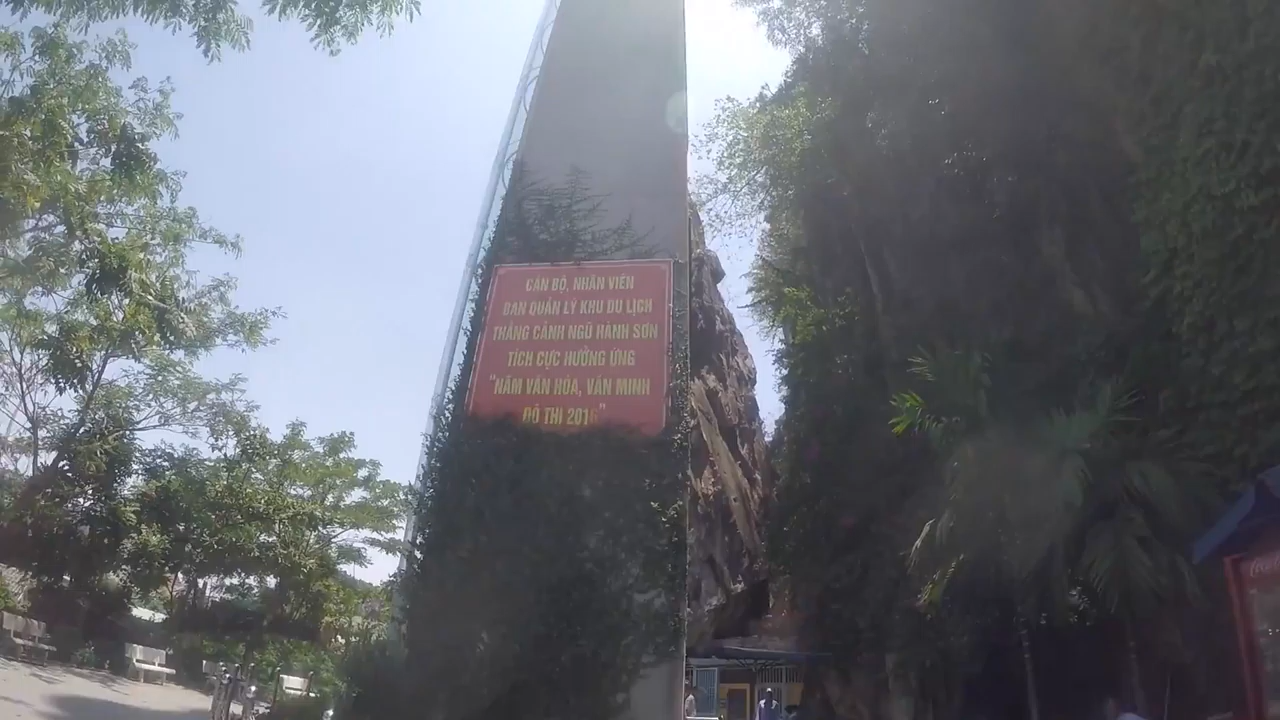 CÁN BỘ, NHÂN VIÊN
BAN QUẢN LÝ KHU DU LỊCH
THẮNG CẢNH NGŨ HÀNH SƠN
TÍCH CỰC HƯỞNG ỨNG
"NĂM VĂN HÓA, VĂN MINH
ĐÔ THỊ 2016"